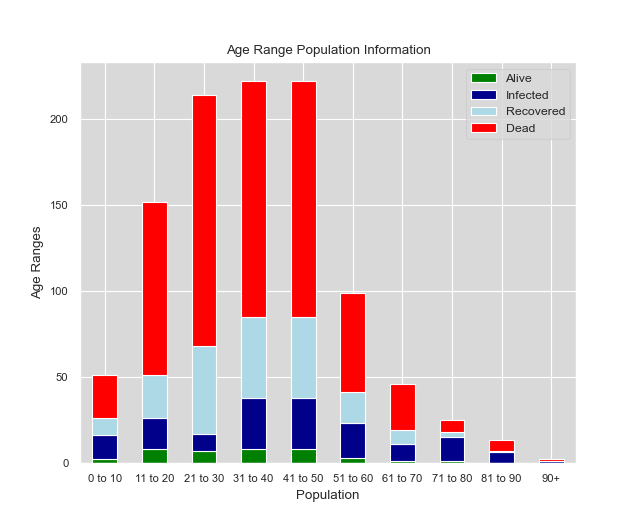 Age Range Population Information
Alive
Infected
Recovered
Dead
Age Ranges
200
150
100
50
0
0 to 10 11 to 20 21 to 30 31 to 40 41 to 50 51 to 60 61 to 70 71 to 80 81 to 90 90+
Population